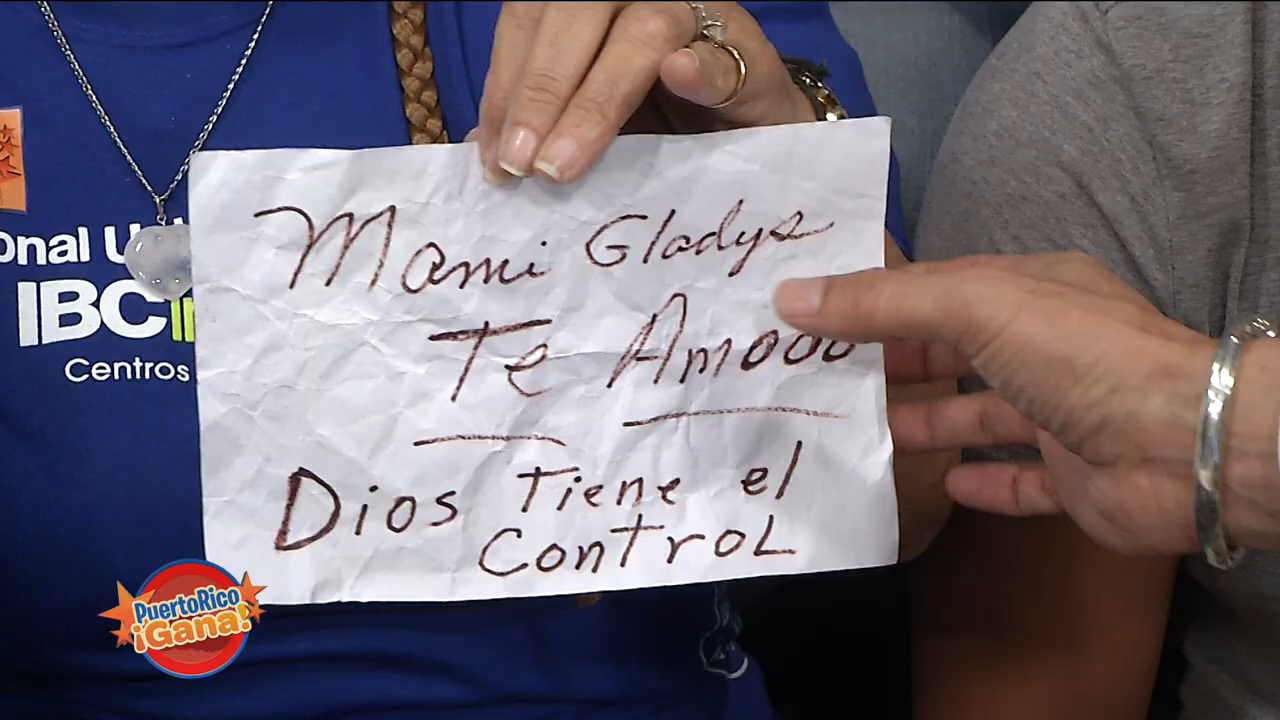 onal U
IBC
Centros
Mami Gladys
Te Amooo
Dios Tiene el
ControL
PuertoRico
¡Gana!